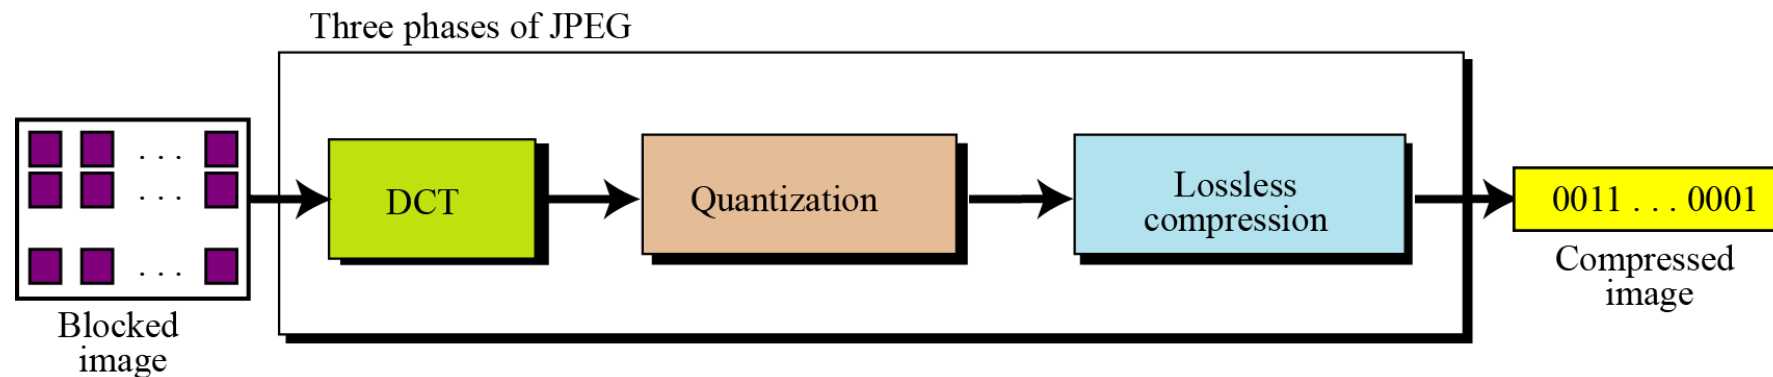 Three phases of JPEG
. . .
. . .
. . .
Blocked
image
DCT
Quantization
Lossless
compression
0011 . . . 0001
Compressed
image